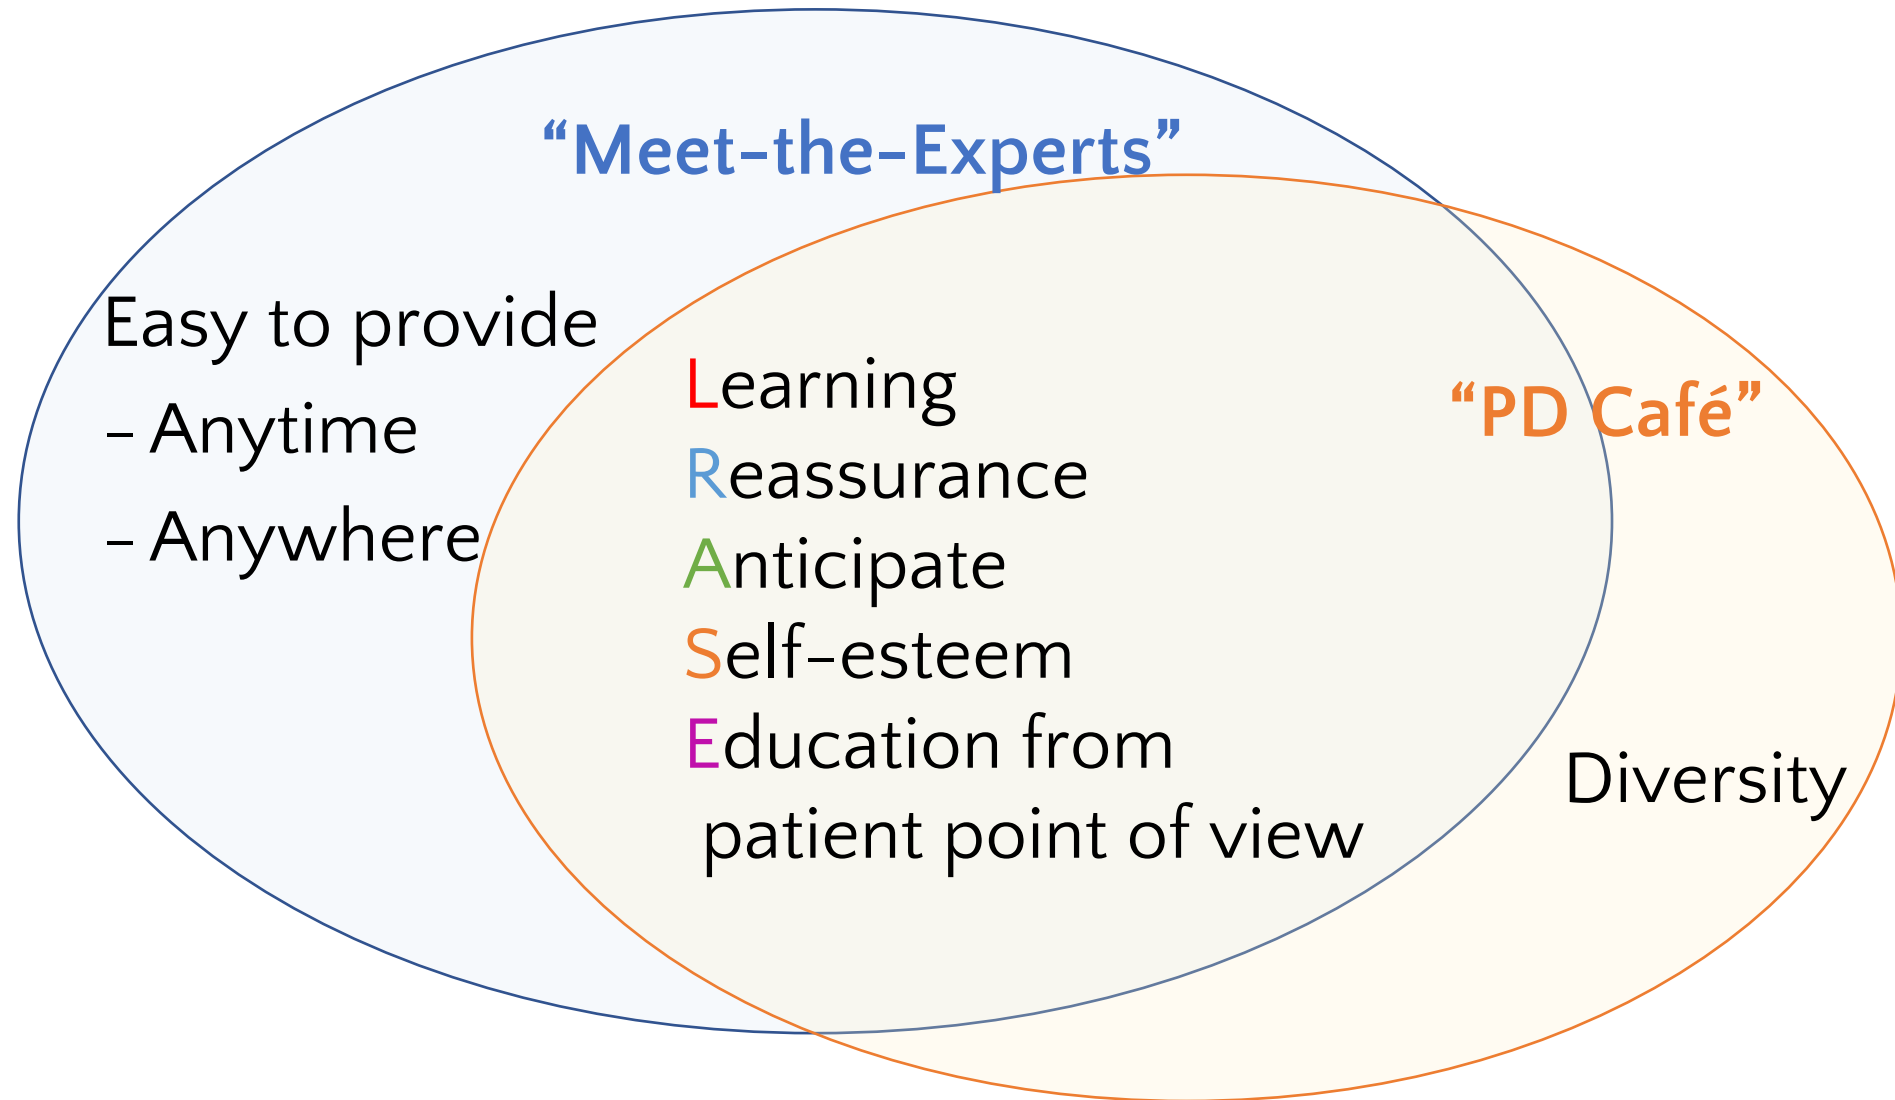 “Meet-the-Experts”
Easy to provide
- Anytime
- Anywhere
Learning
Reassurance
Anticipate
Self-esteem
Education from
patient point of view
“PD Café”
Diversity